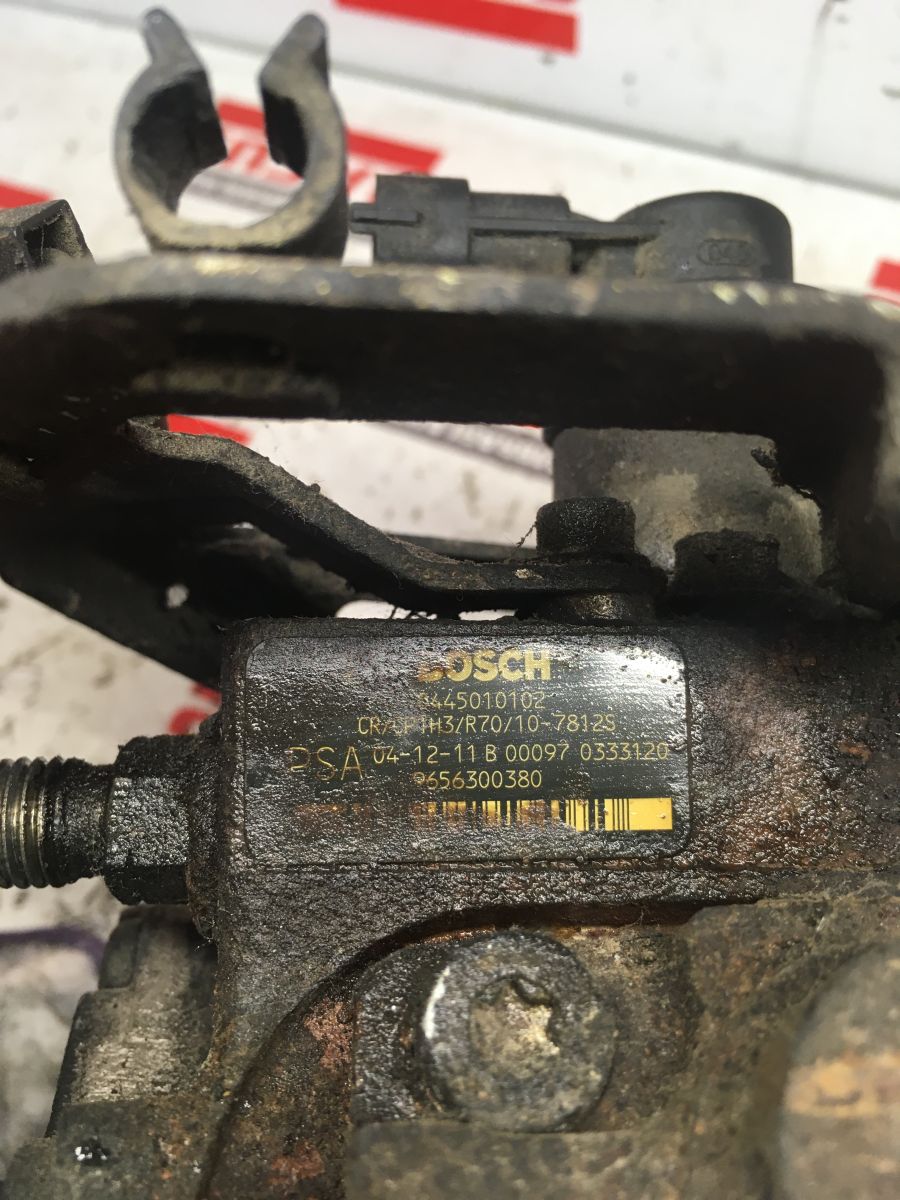 BOSCH
0445010102
CR/CP1H3/R70/10-7812S
PSA 04-12-11 B 00097 0333120
9656300380